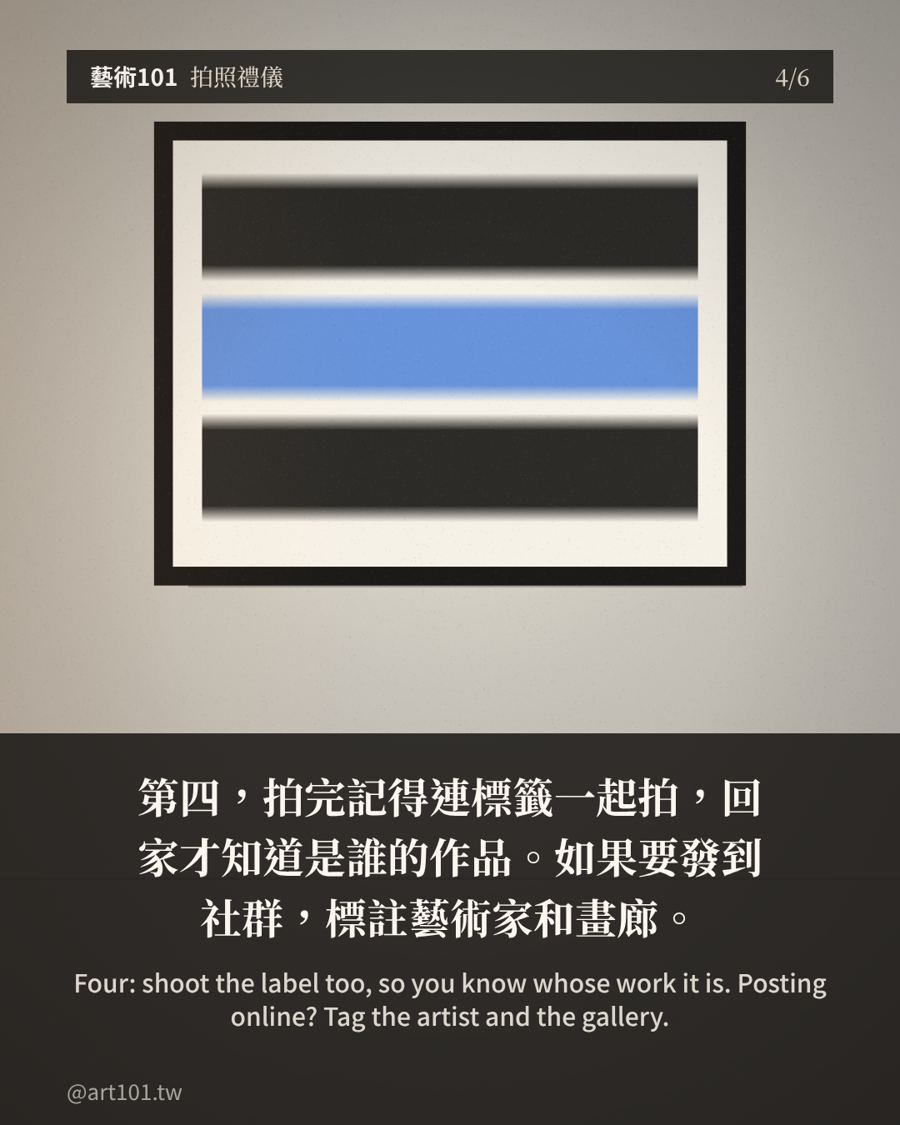 藝術101 拍照禮儀 4/6
第四，拍完記得連標籤一起拍，回
家才知道是誰的作品。如果要發到
社群，標註藝術家和畫廊。
Four: shoot the label too, so you know whose work it is. Posting
online? Tag the artist and the gallery.
@art101.tw